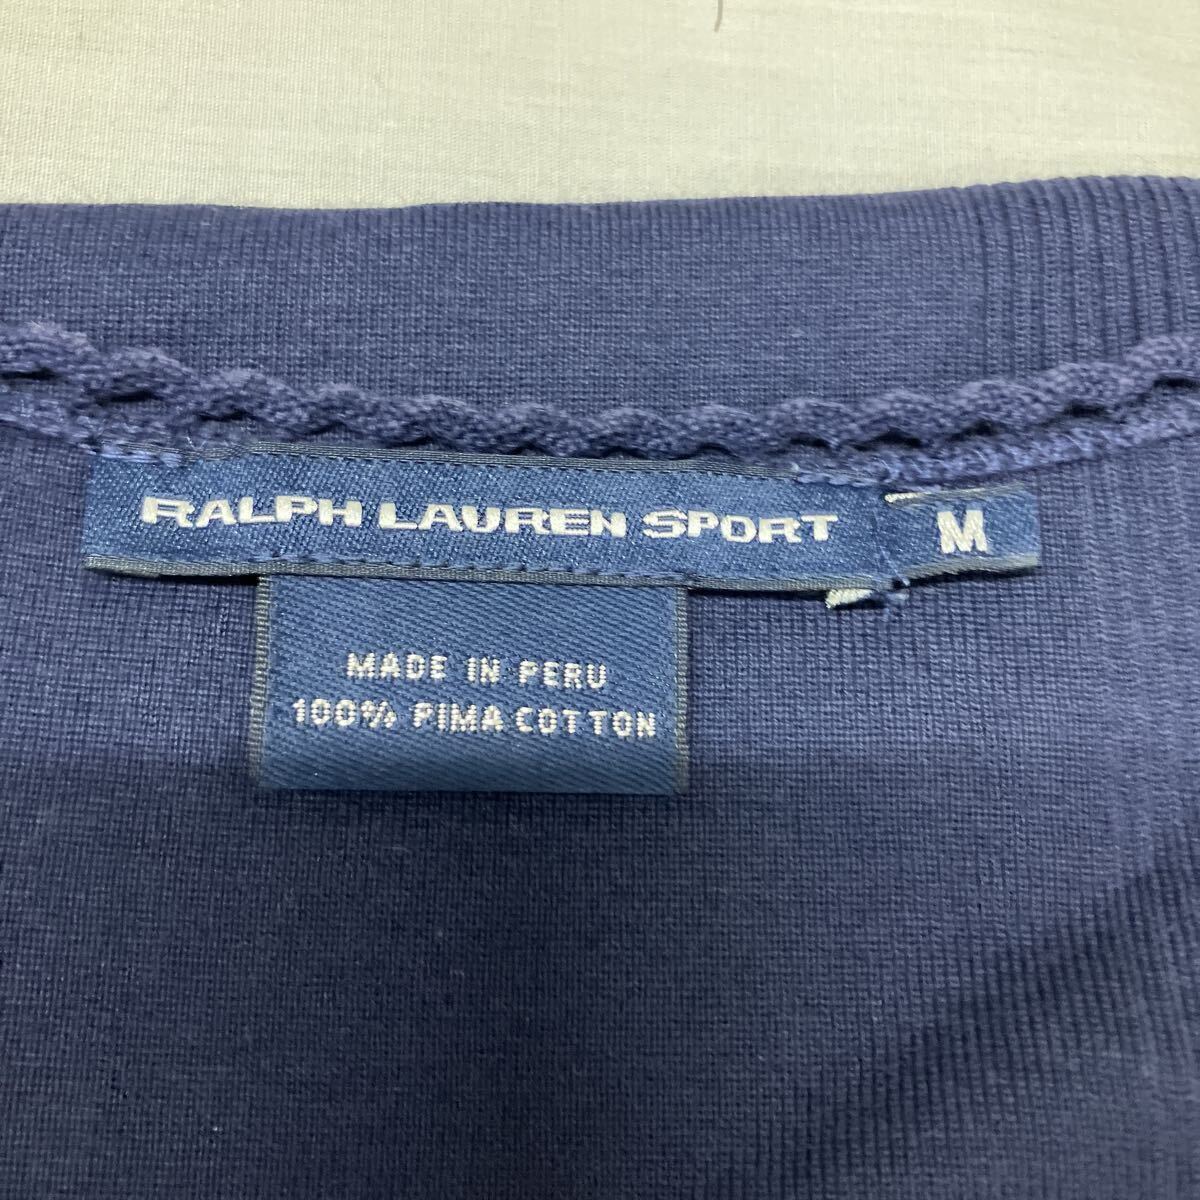 RALPH LAUREN SPORT M
MADE IN PERU
100% PIMA COTTON